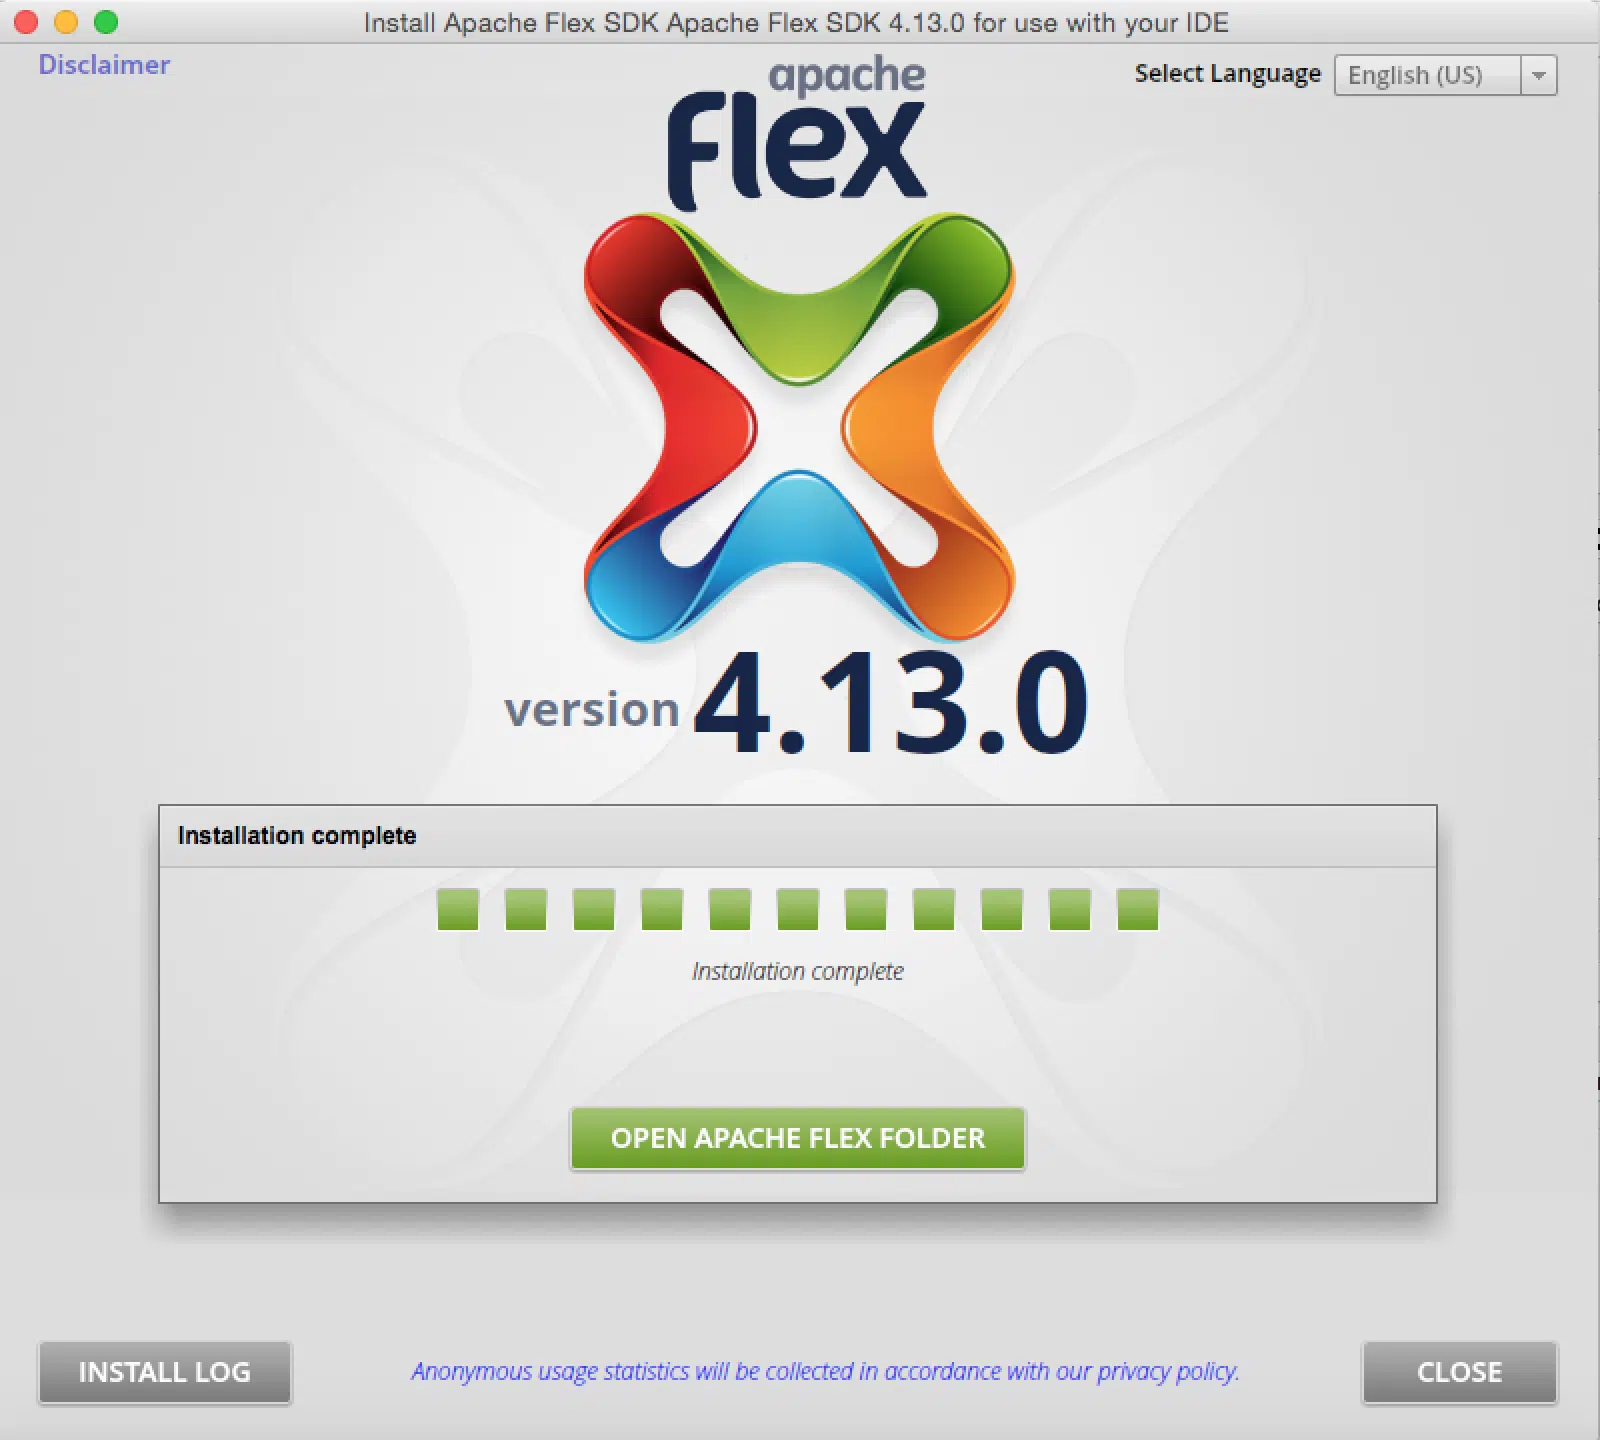 Install Apache Flex SDK Apache Flex SDK 4.13.0 for use with your IDE
Disclaimer
Select Language English (US)
apache
flex
version 4.13.0
Installation complete
Installation complete
OPEN APACHE FLEX FOLDER
INSTALL LOG
Anonymous usage statistics will be collected in accordance with our privacy policy.
CLOSE